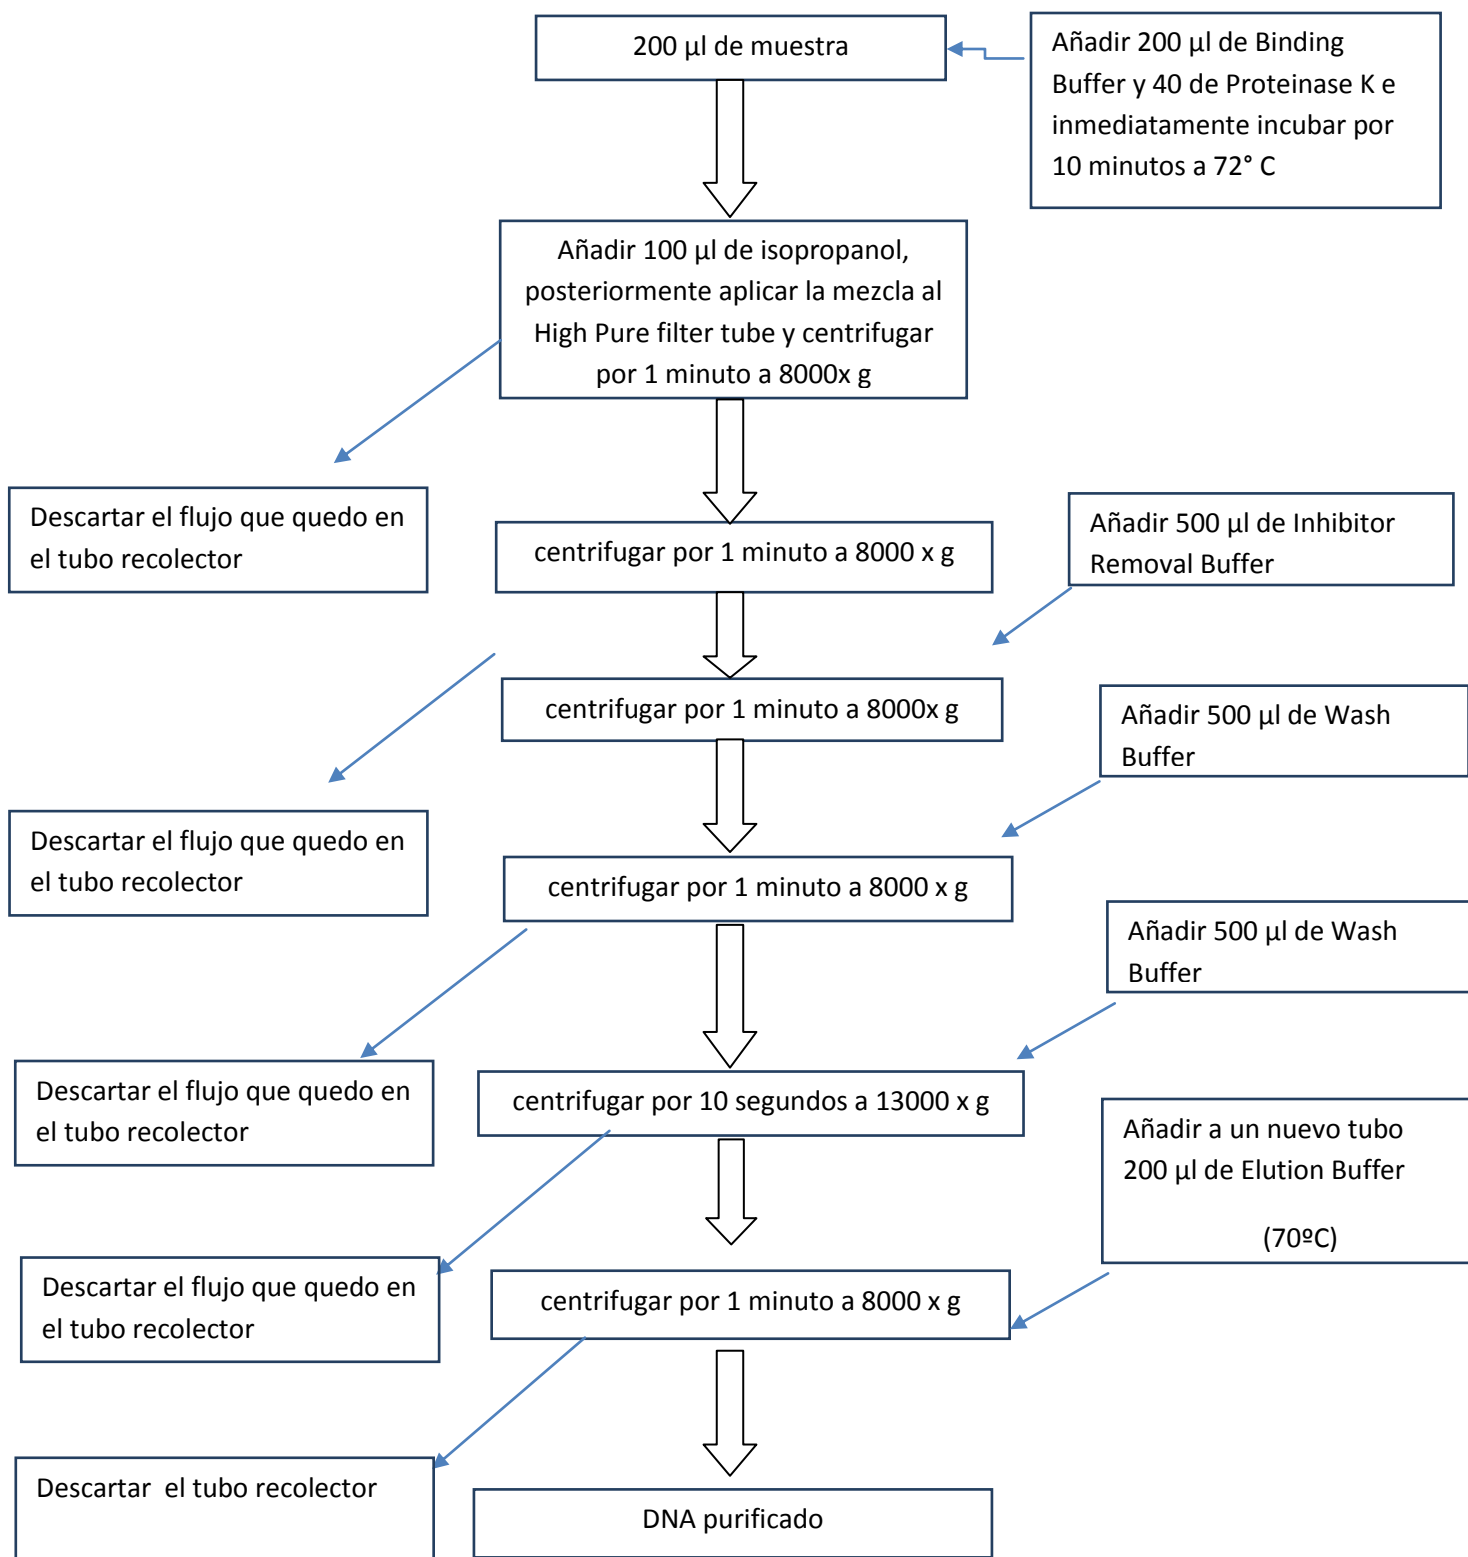 200 µl de muestra
Añadir 200 µl de Binding
Buffer y 40 de Proteinase K e
inmediatamente incubar por
10 minutos a 72° C
Añadir 100 µl de isopropanol,
posteriormente aplicar la mezcla al
High Pure filter tube y centrifugar
por 1 minuto a 8000x g
Descartar el flujo que quedo en
el tubo recolector
centrifugar por 1 minuto a 8000 x g
Añadir 500 µl de Inhibitor
Removal Buffer
centrifugar por 1 minuto a 8000x g
Añadir 500 µl de Wash
Buffer
Descartar el flujo que quedo en
el tubo recolector
centrifugar por 1 minuto a 8000 x g
Añadir 500 µl de Wash
Buffer
Descartar el flujo que quedo en
el tubo recolector
centrifugar por 10 segundos a 13000 x g
Añadir a un nuevo tubo
200 µl de Elution Buffer
(70ºC)
Descartar el flujo que quedo en
el tubo recolector
centrifugar por 1 minuto a 8000 x g
Descartar  el tubo recolector
DNA purificado